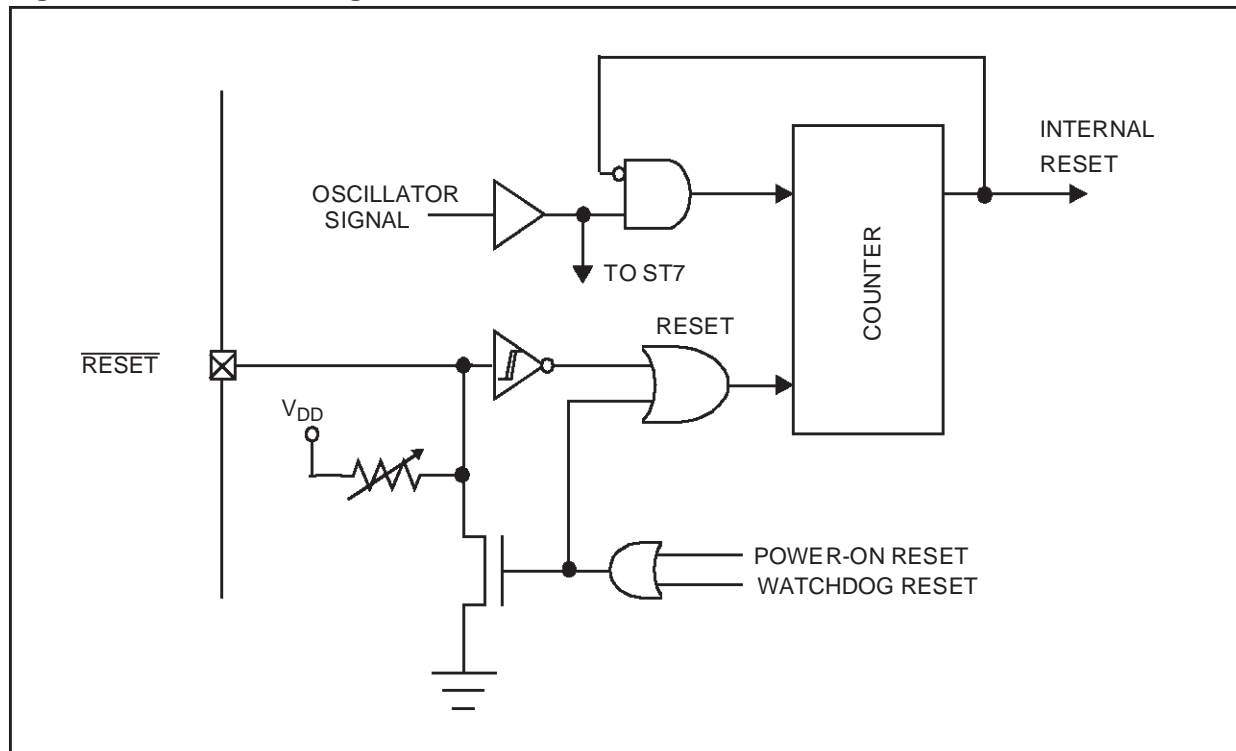 INTERNAL
RESET
OSCILLATOR
SIGNAL
TO ST7
COUNTER
RESET
RESET
VDD
POWER-ON RESET
WATCHDOG RESET